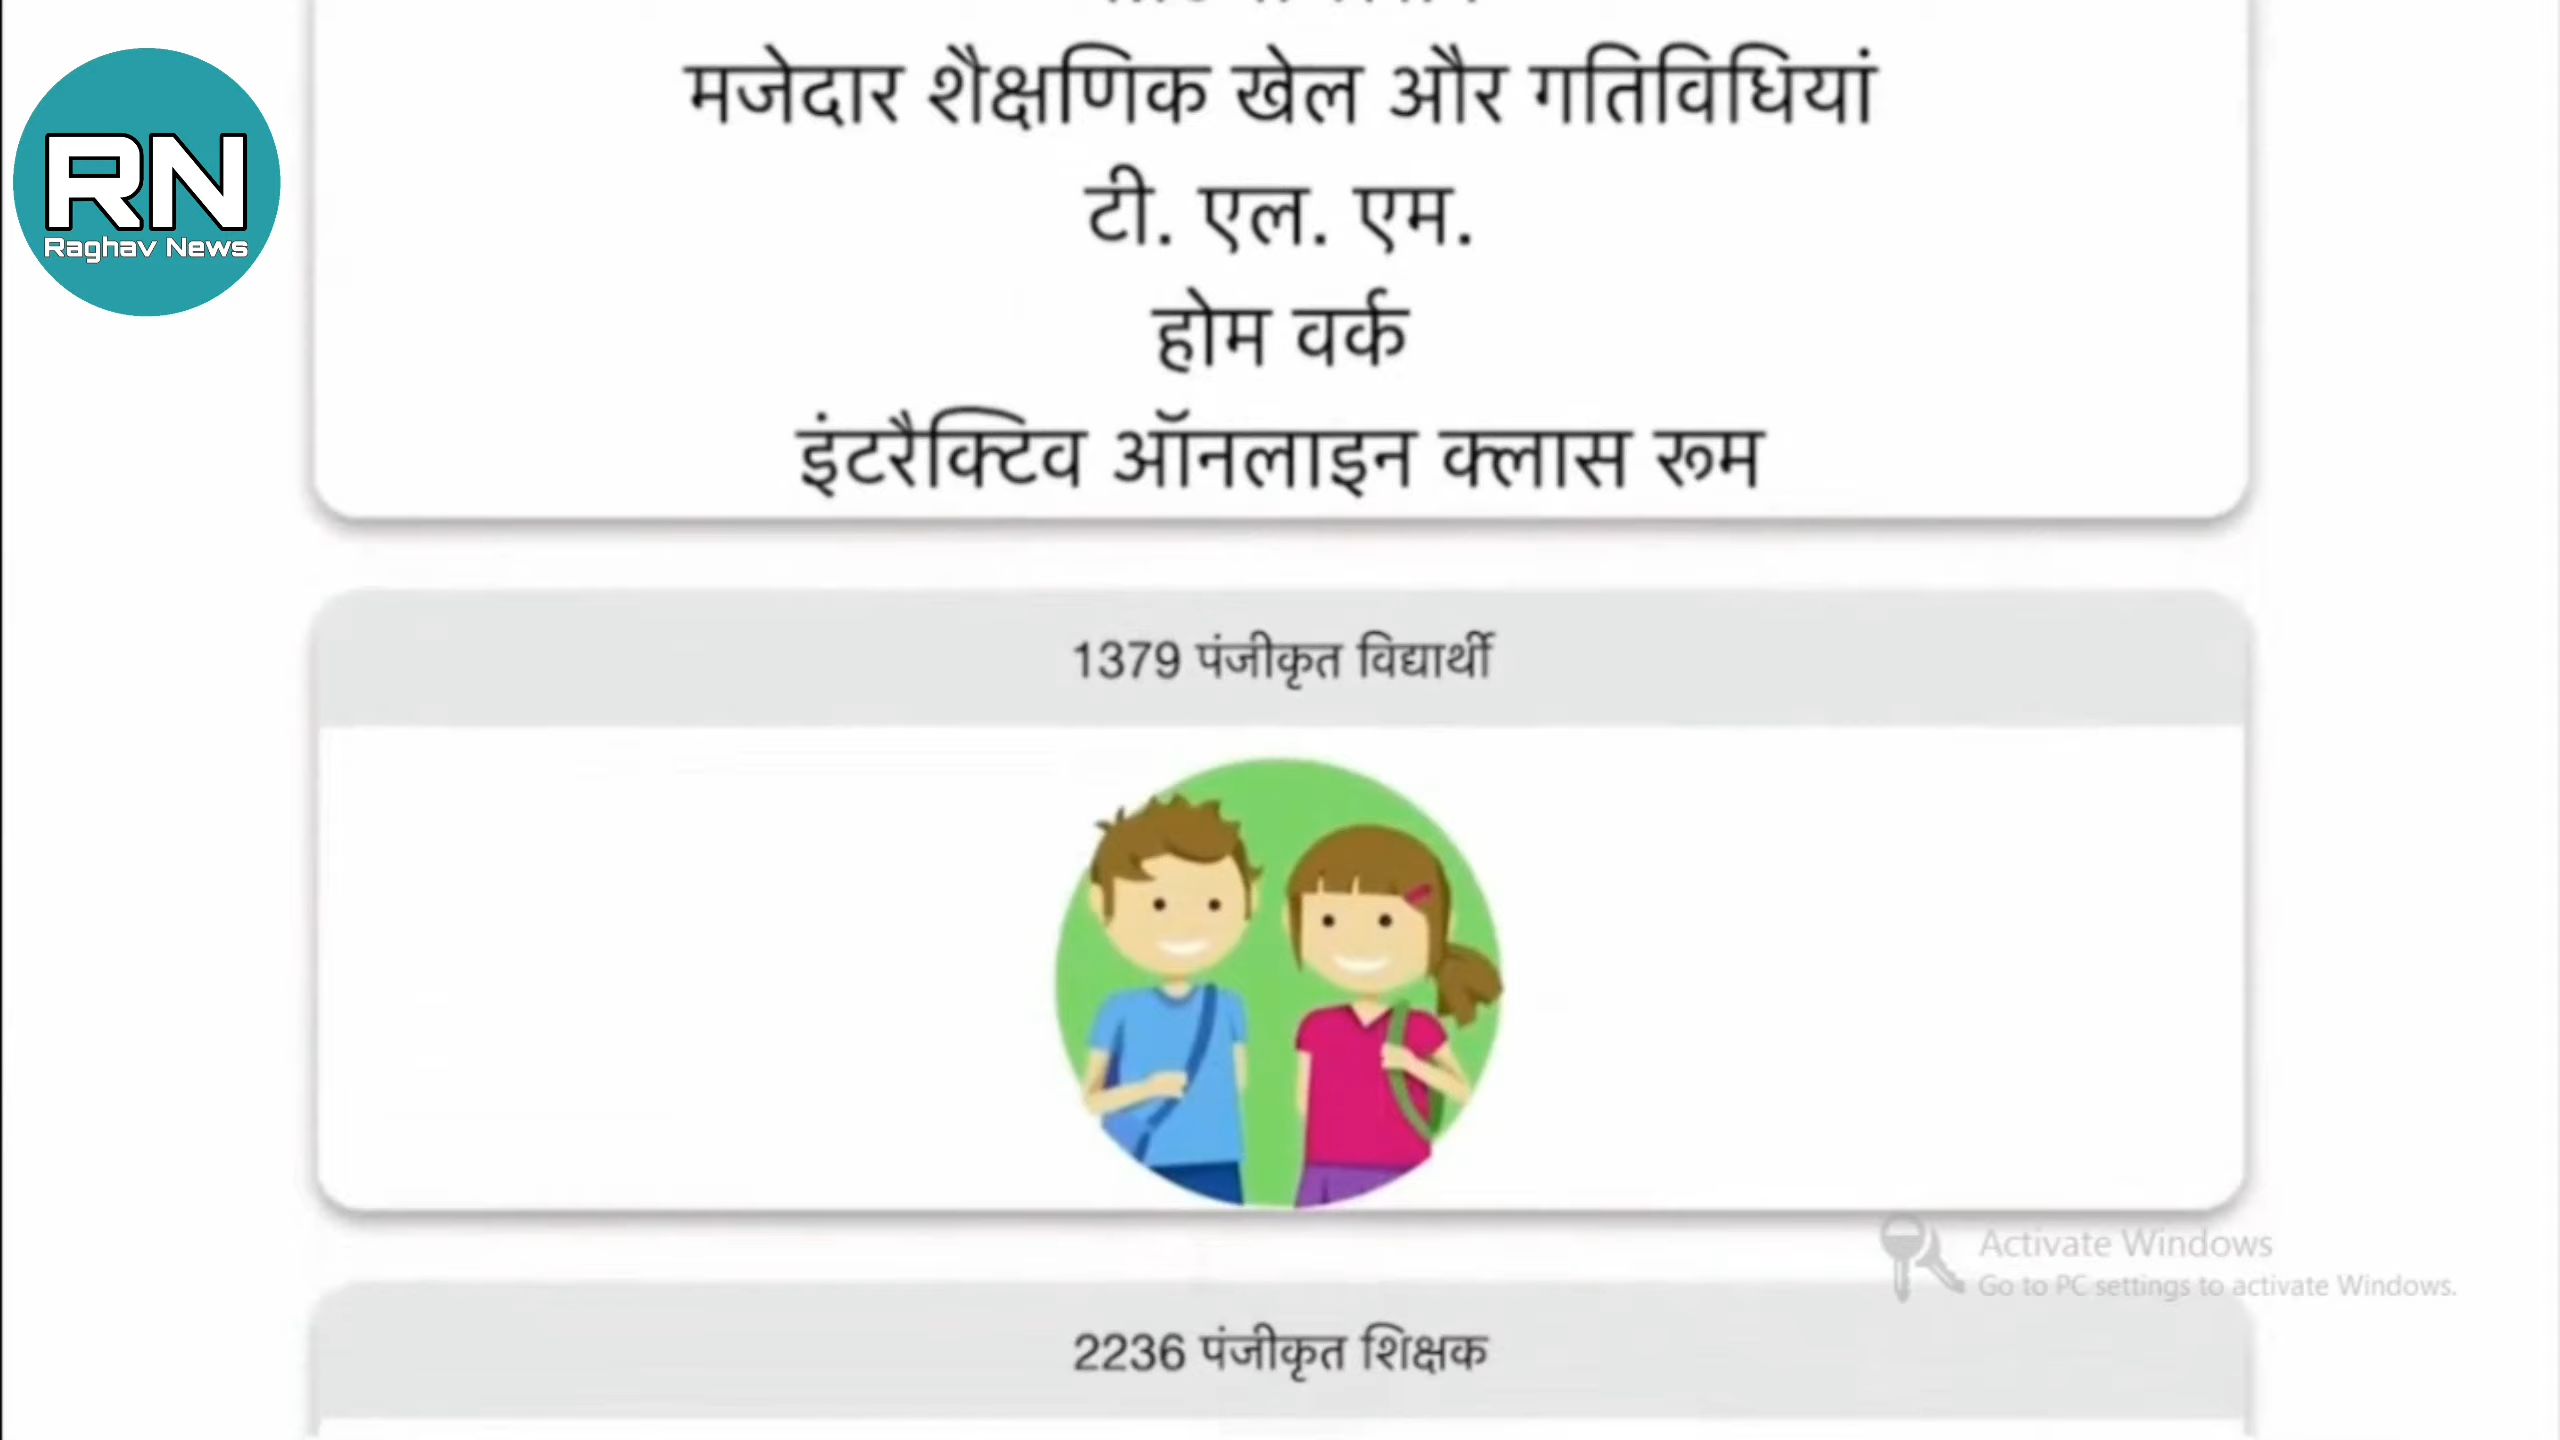 RN
Raghav News
मजेदार शैक्षणिक खेल और गतिविधियां
टी. एल. एम.
होम वर्क
इंटरैक्टिव ऑनलाइन क्लास रूम
1379 पंजीकृत विद्यार्थी
Activate Windows
Go to PC settings to activate Windows.
2236 पंजीकृत शिक्षक